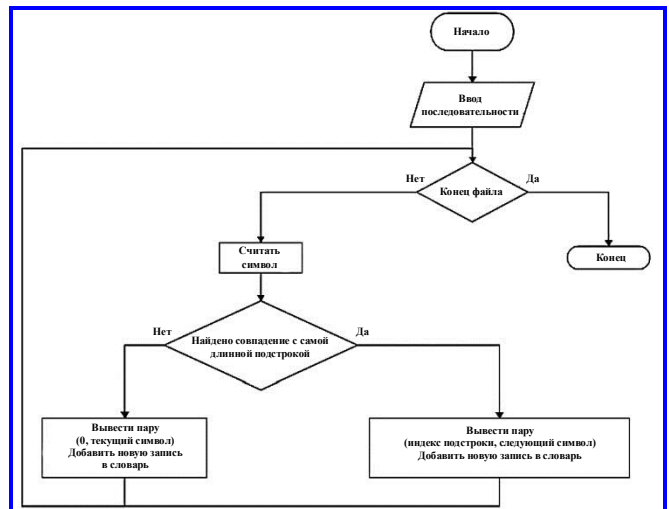 Начало
Ввод
последовательности
Нет
Да
Конец файла
Считать
символ
Конец
Нет
Да
Найдено совпадение с самой
длинной подстрокой
Вывести пару
(0, текущий символ)
Добавить новую запись
в словарь
Вывести пару
(индекс подстроки, следующий символ)
Добавить новую запись в словарь